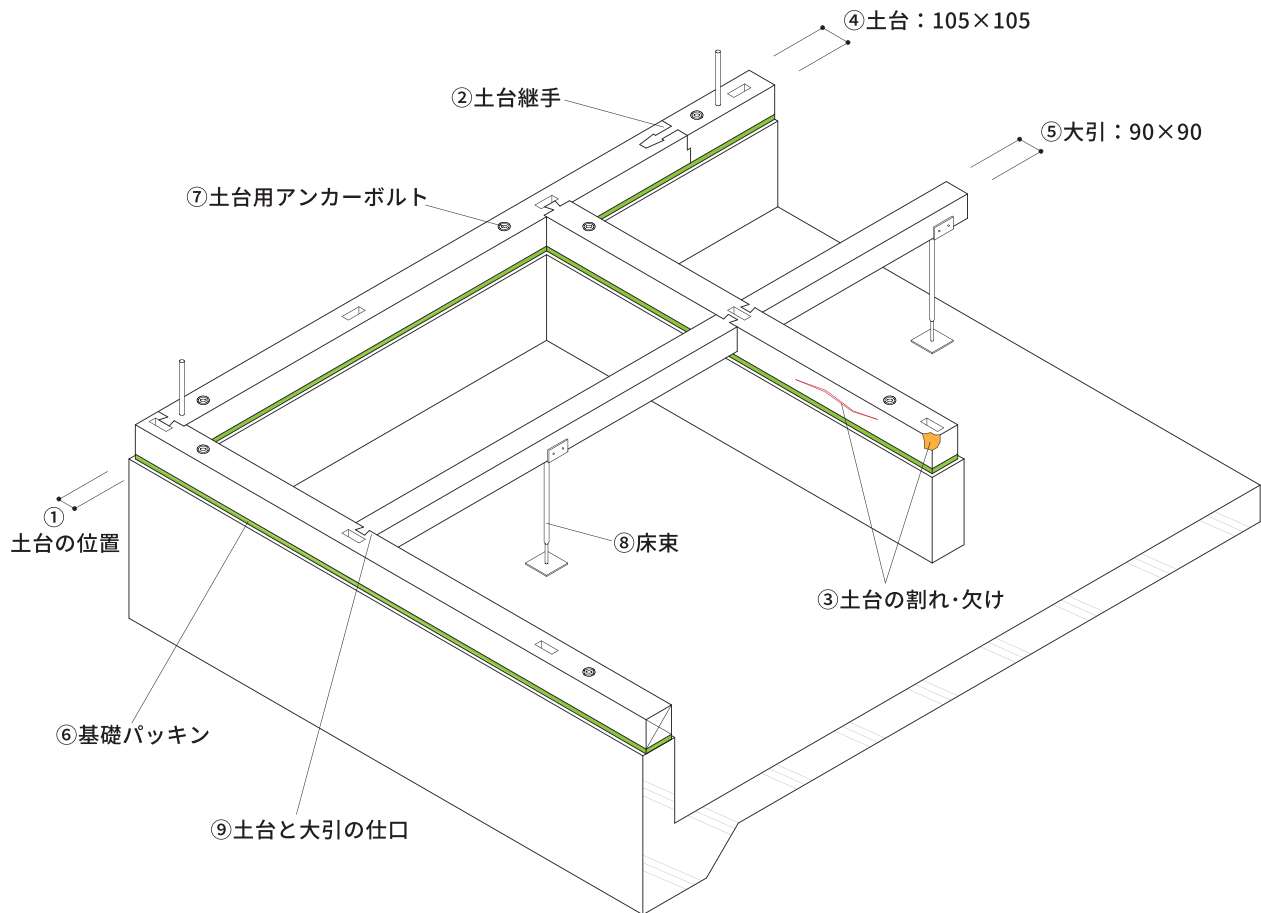 ④土台：105×105
②土台継手
⑤大引：90×90
⑦土台用アンカーボルト
①
土台の位置
⑧床束
③土台の割れ・欠け
⑥基礎パッキン
⑨土台と大引の仕口